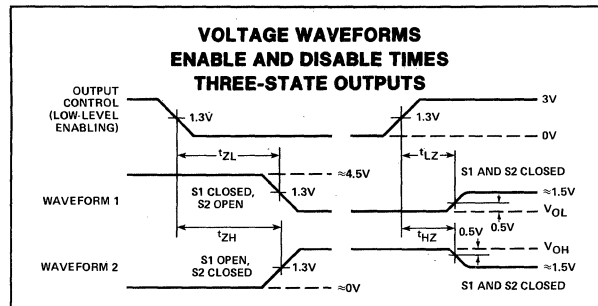 VOLTAGE WAVEFORMS
ENABLE AND DISABLE TIMES
THREE-STATE OUTPUTS
OUTPUT
CONTROL
(LOW-LEVEL
ENABLING)
1.3V
1.3V
3V
0V
tZL
tLZ
S1 AND S2 CLOSED
≈4.5V
WAVEFORM 1
S1 CLOSED,
S2 OPEN
1.3V
≈1.5V
VOL
0.5V
tZH
tHZ
0.5V
VOH
WAVEFORM 2
S1 OPEN,
S2 CLOSED
1.3V
≈1.5V
≈0V
S1 AND S2 CLOSED